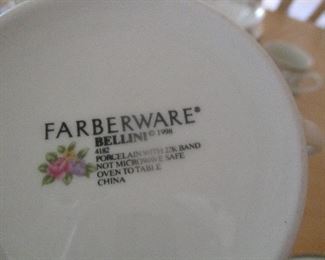 FARBERWARE®
BELLINI © 1998
4182
PORCELAIN WITH 22K BAND
NOT MICROWAVE SAFE
OVEN TO TABLE
CHINA